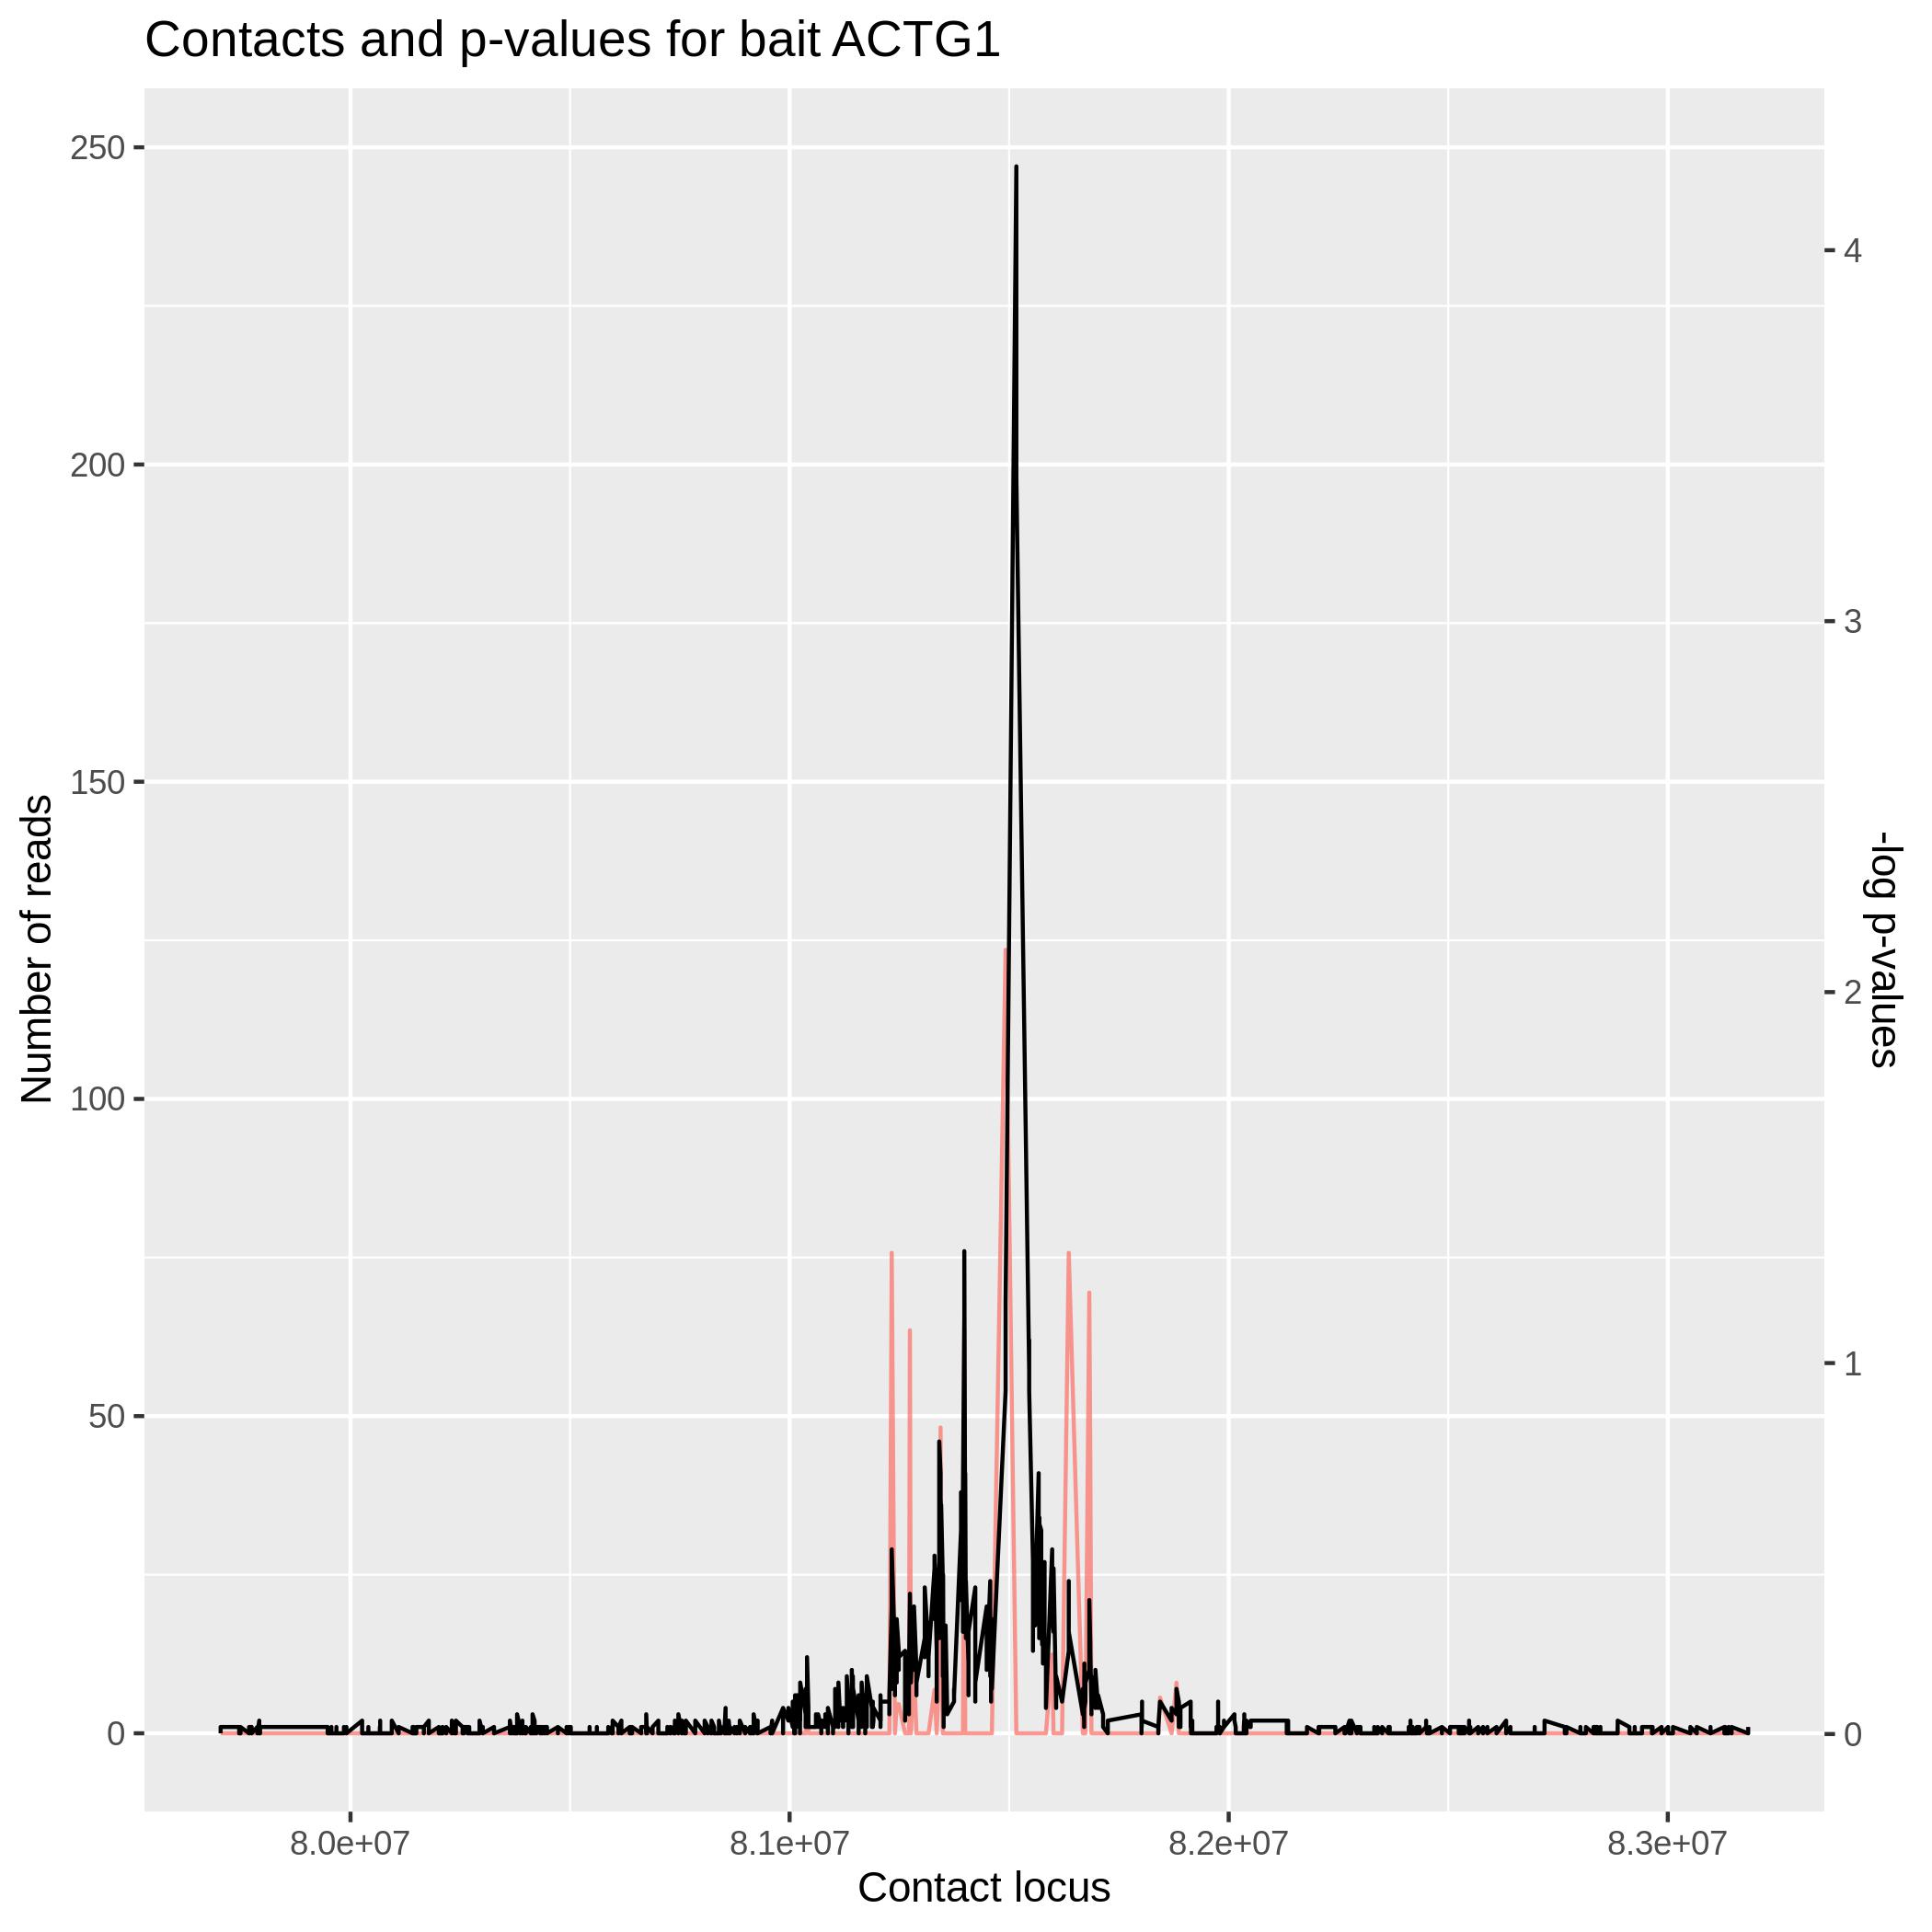 Contacts and p-values for bait ACTG1
250
200
150
100
50
0
Number of reads
4
3
2
1
0
-log p-values
8.0e+07
8.1e+07
8.2e+07
8.3e+07
Contact locus